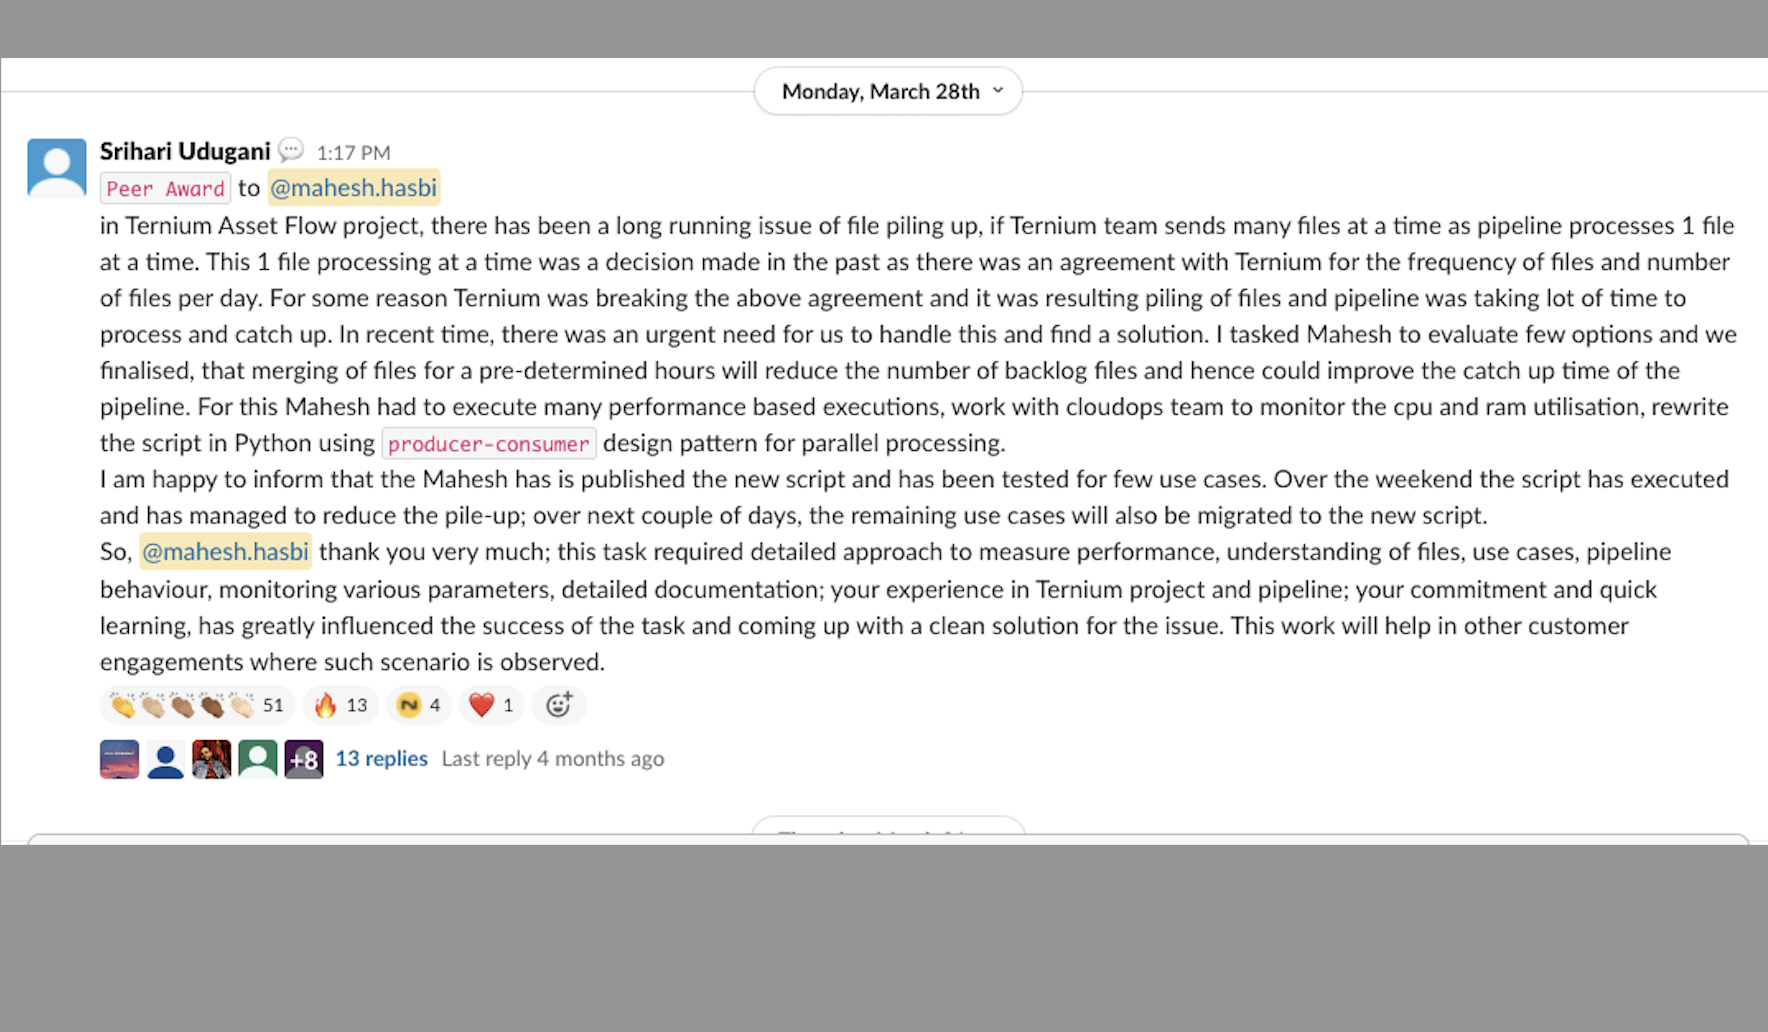 Monday, March 28th
Srihari Udugani 1:17 PM
Peer Award to @mahesh.hasbi
in Ternium Asset Flow project, there has been a long running issue of file piling up, if Ternium team sends many files at a time as pipeline processes 1 file
at a time. This 1 file processing at a time was a decision made in the past as there was an agreement with Ternium for the frequency of files and number
of files per day. For some reason Ternium was breaking the above agreement and it was resulting piling of files and pipeline was taking lot of time to
process and catch up. In recent time, there was an urgent need for us to handle this and find a solution. I tasked Mahesh to evaluate few options and we
finalised, that merging of files for a pre-determined hours will reduce the number of backlog files and hence could improve the catch up time of the
pipeline. For this Mahesh had to execute many performance based executions, work with cloudops team to monitor the cpu and ram utilisation, rewrite
the script in Python using producer-consumer design pattern for parallel processing.
I am happy to inform that the Mahesh has is published the new script and has been tested for few use cases. Over the weekend the script has executed
and has managed to reduce the pile-up; over next couple of days, the remaining use cases will also be migrated to the new script.
So, @mahesh.hasbi thank you very much; this task required detailed approach to measure performance, understanding of files, use cases, pipeline
behaviour, monitoring various parameters, detailed documentation; your experience in Ternium project and pipeline; your commitment and quick
learning, has greatly influenced the success of the task and coming up with a clean solution for the issue. This work will help in other customer
engagements where such scenario is observed.
51 13 N 4 1
+8 13 replies Last reply 4 months ago